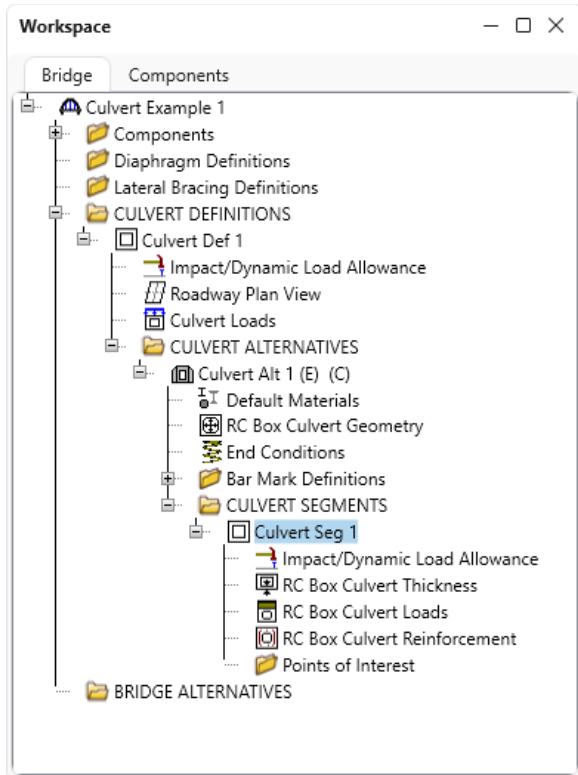 Workspace
Bridge Components
Culvert Example 1
Components
Diaphragm Definitions
Lateral Bracing Definitions
CULVERT DEFINITIONS
Culvert Def 1
Impact/Dynamic Load Allowance
Roadway Plan View
Culvert Loads
CULVERT ALTERNATIVES
Culvert Alt 1 (E) (C)
Default Materials
RC Box Culvert Geometry
End Conditions
Bar Mark Definitions
CULVERT SEGMENTS
Culvert Seg 1
Impact/Dynamic Load Allowance
RC Box Culvert Thickness
RC Box Culvert Loads
RC Box Culvert Reinforcement
Points of Interest
BRIDGE ALTERNATIVES